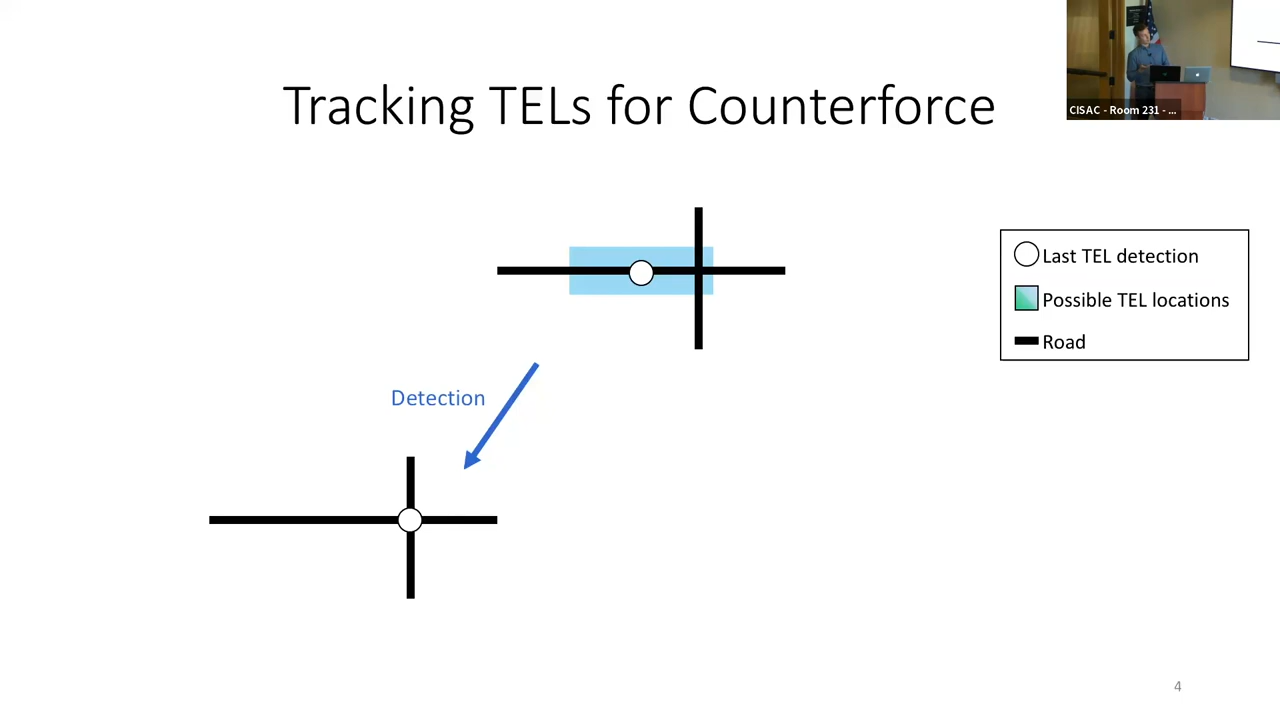 Tracking TELs for Counterforce
CISAC - Room 231 - ...
Last TEL detection
Possible TEL locations
Road
Detection
4